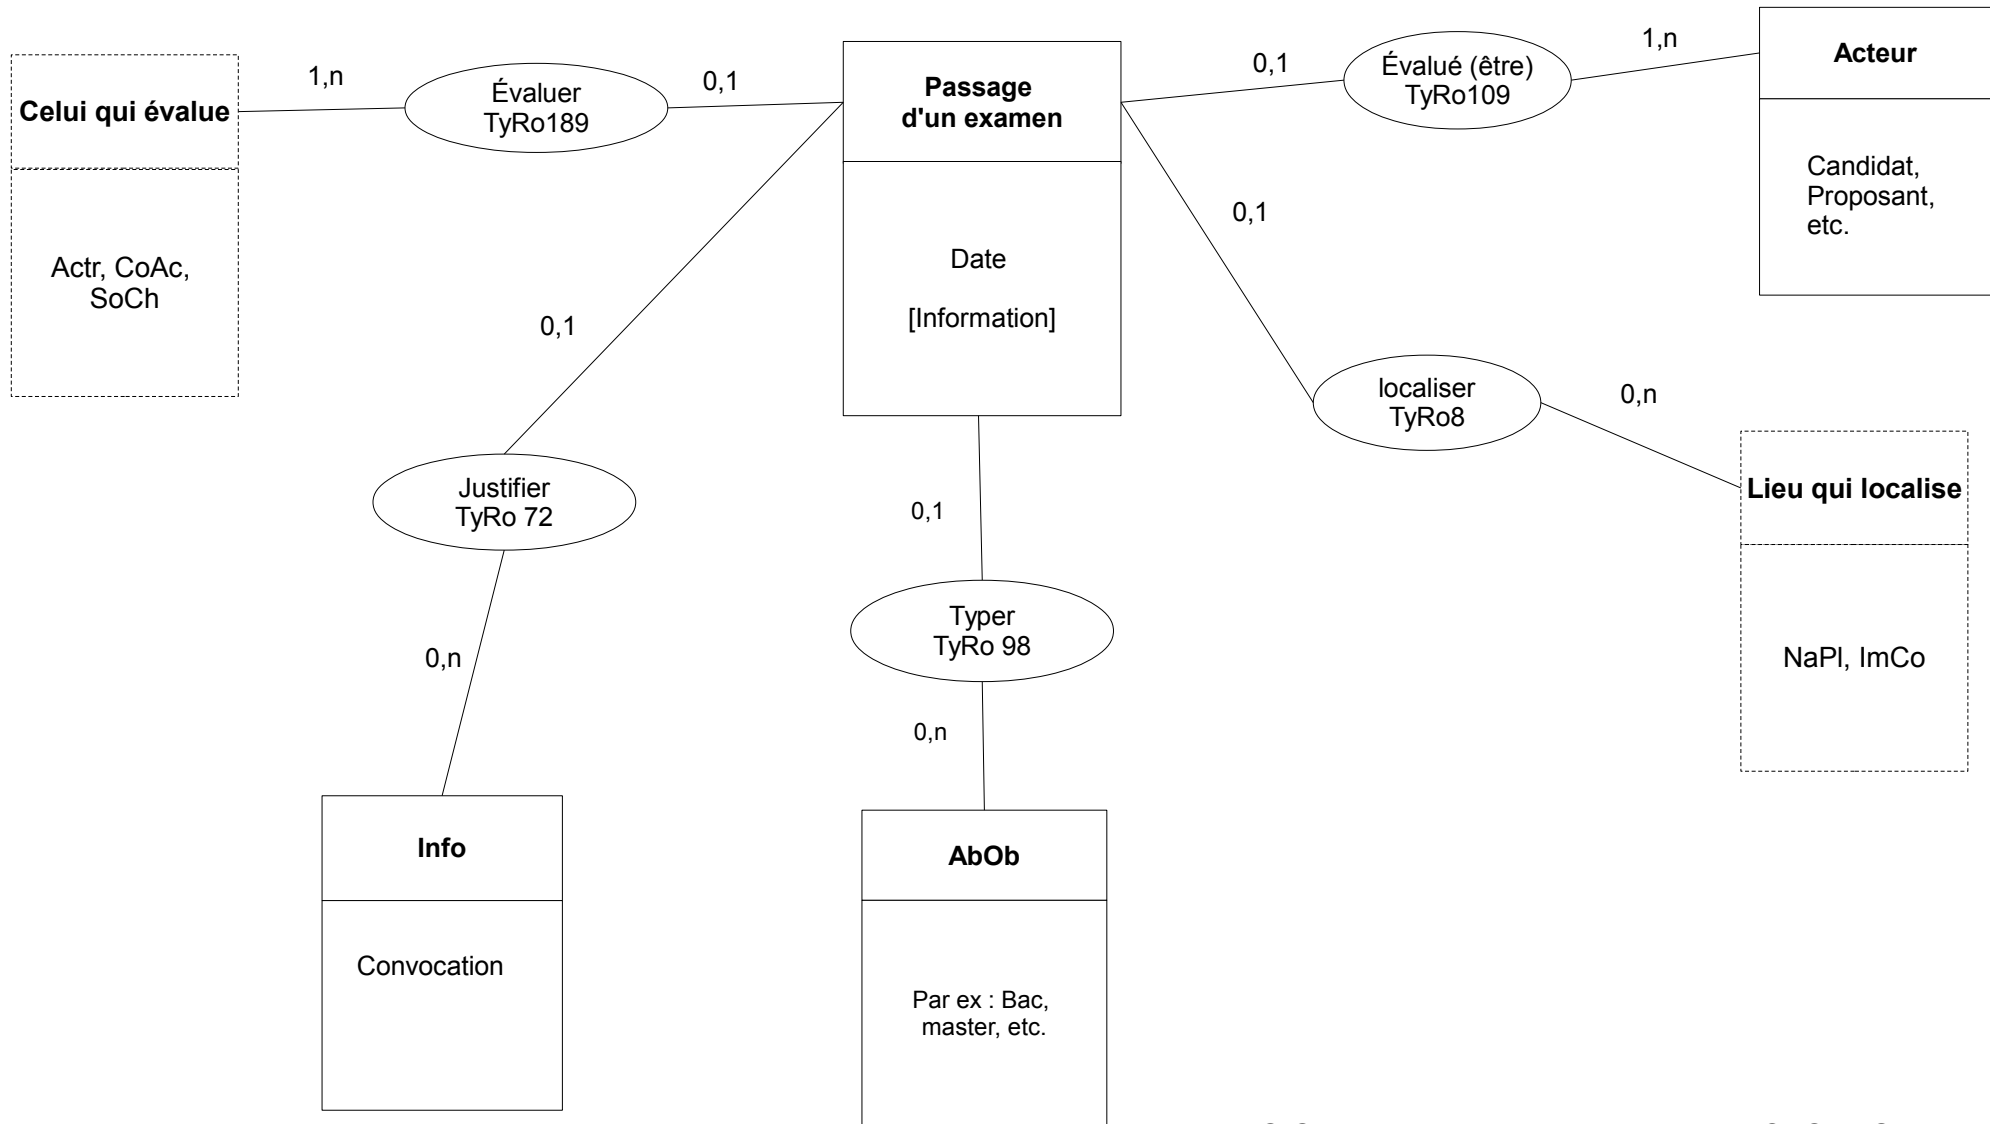 Celui qui évalue
Actr, CoAc,
SoCh
1,n
Évaluer
TyRo189
0,1
Passage
d'un examen
Date
[Information]
0,1
Évalué (être)
TyRo109
1,n
Acteur
Candidat,
Proposant,
etc.
0,1
localiser
TyRo8
0,n
Lieu qui localise
NaPl, ImCo
0,1
Justifier
TyRo 72
0,n
Info
Convocation
0,1
Typer
TyRo 98
0,n
AbOb
Par ex : Bac,
master, etc.